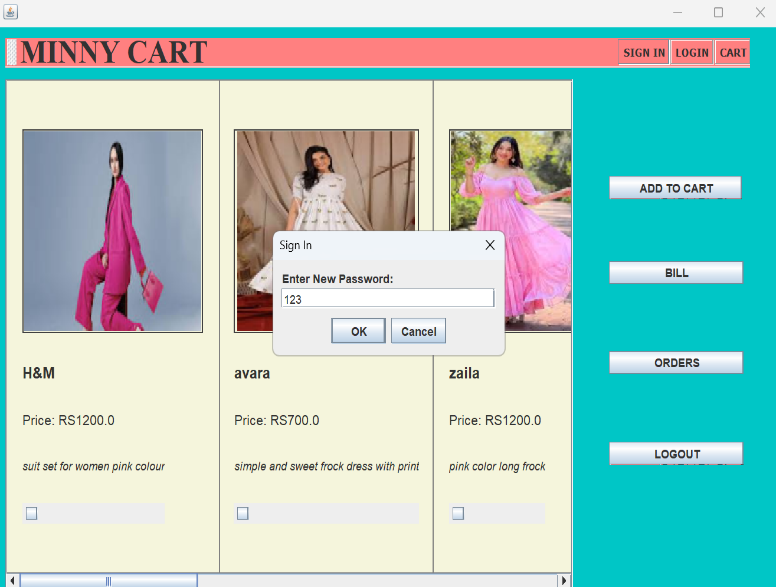 MINNY CART
SIGN IN
LOGIN
CART
ADD TO CART
Sign In
Enter New Password:
123
OK
Cancel
BILL
H&M
avara
zaila
ORDERS
Price: RS1200.0
Price: RS700.0
Price: RS1200.0
suit set for women pink colour
simple and sweet frock dress with print
pink color long frock
LOGOUT